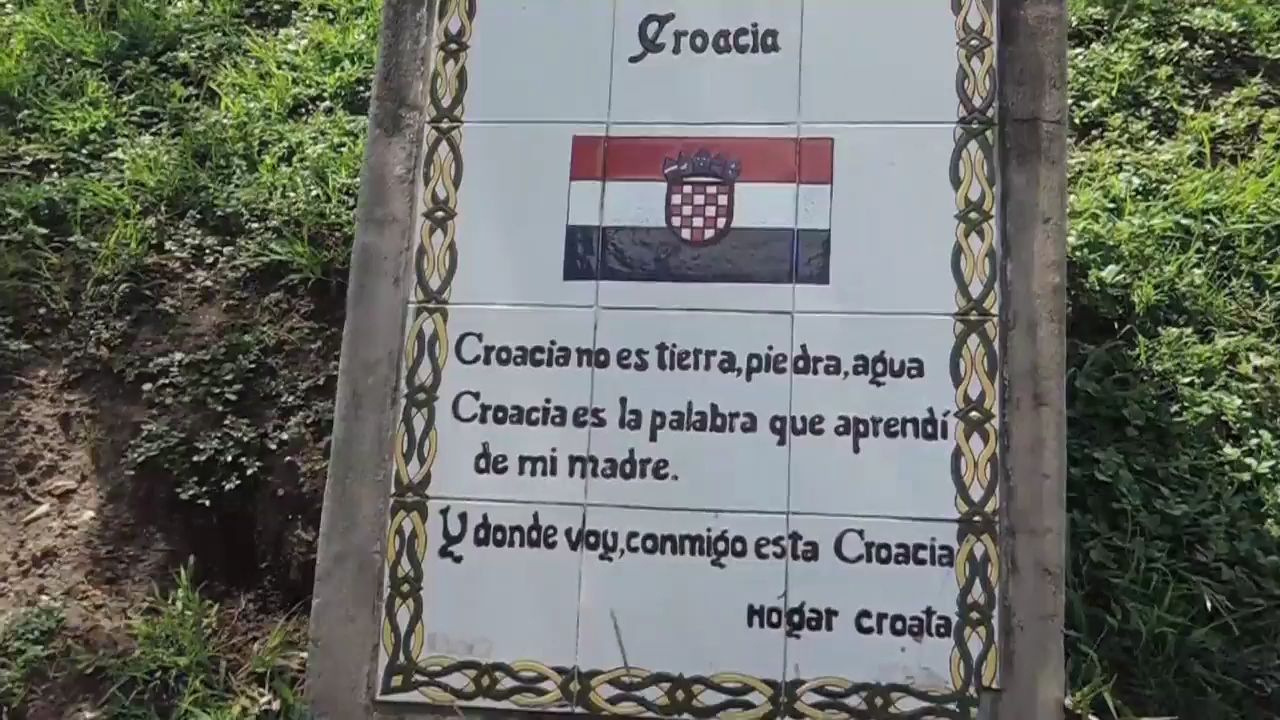 Croacia
Croacia no es tierra, piedra, agua
Croacia es la palabra que aprendí
de mi madre.
Y donde voy, conmigo esta Croacia
Hogar Croata